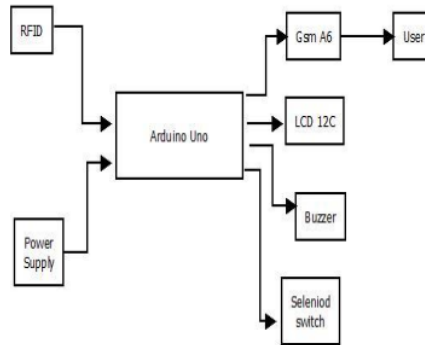 RFID
Gsm A6
User
Arduino Uno
LCD 12C
Buzzer
Power
Supply
Seleniod
switch